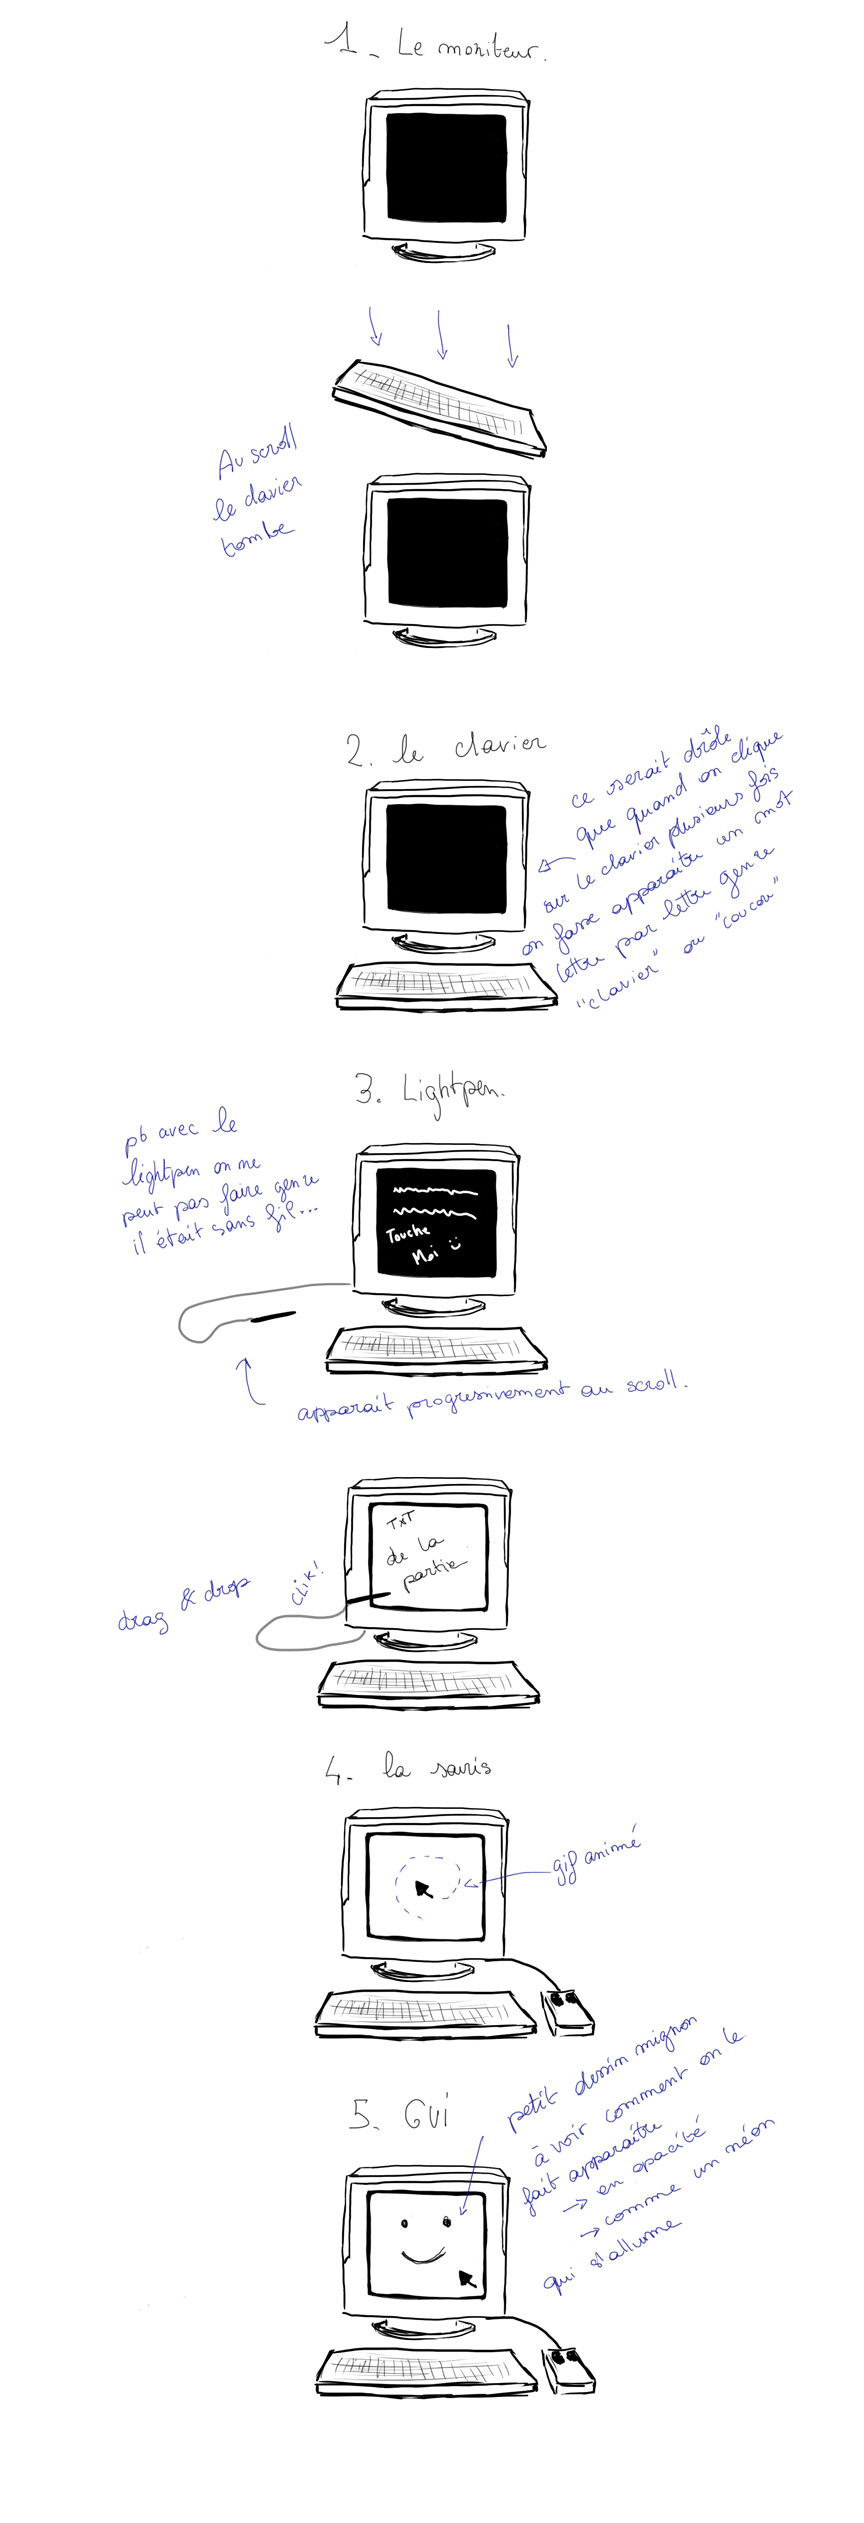 1_ Le moniteur.
Au scroll
le clavier
tombe
2. le clavier
ce serait drôle
que quand on clique
sur le clavier plusieurs fois
on fasse apparaître un mot
lettre par lettre genre
"clavier" ou "coucou"
3. Lightpen.
pb avec le
lightpen on ne
peut pas faire genre
il était sans fil...
Touche
Moi
apparait progressivement au scroll.
TxT
de la
partie
drag & drop
clik!
4. la souris
gif animé
5. GUI
petit dessin mignon
à voir comment on le
fait apparaître
→ en opacité
→ comme un néon
qui s'allume